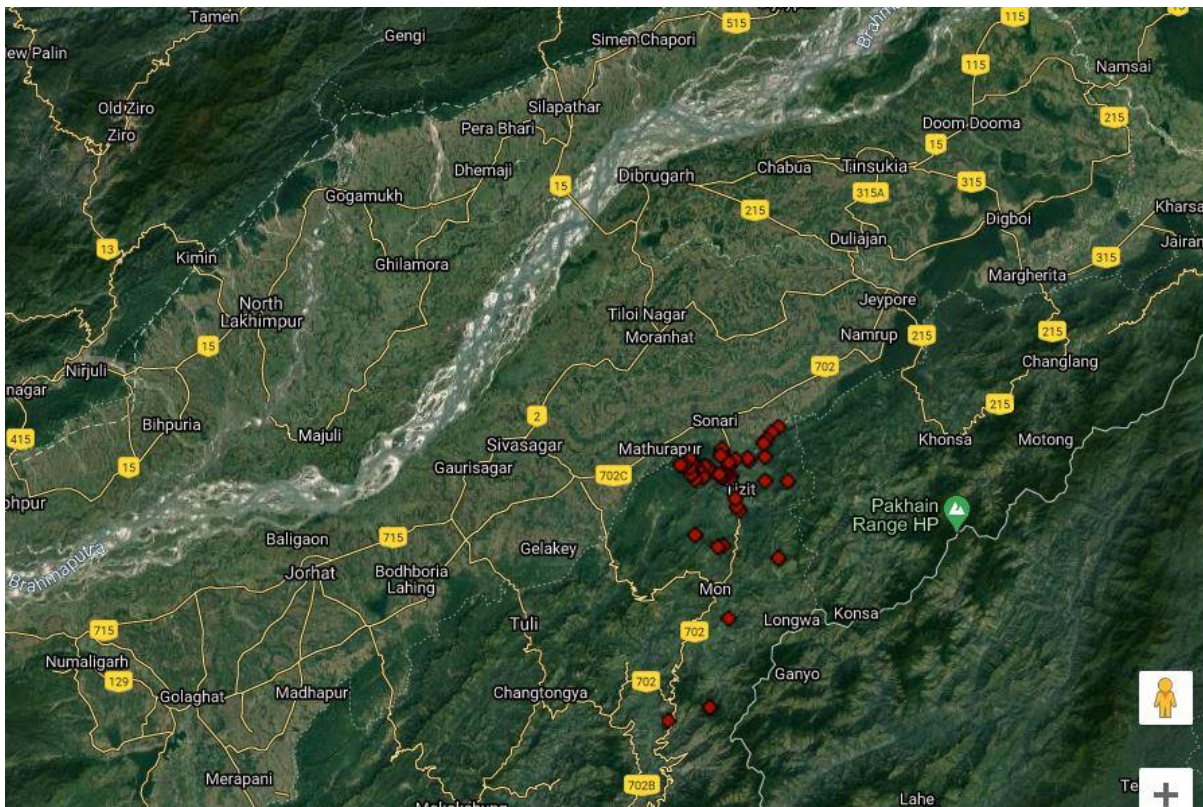 Tamen
515
115
Gengi
Simen Chapori
Brahma
115
Namsai
Old Ziro
Silapathar
215
Ziro
Pera Bhari
Doom Dooma
15
Dhemaji
Chabua
Tinsukia
Dibrugarh
315
15
315A
Gogamukh
215
Digboi
Kharsa
Duliajan
13
Jairam
Kimin
Ghilamora
315
Margherita
North
Lakhimpur
Jeypore
Tiloi Nagar
Namrup
215
215
15
Moranhat
Changlang
Nirjuli
702
nagar
215
2
Sonari
Bihpuria
Majuli
Sivasagar
Mathurapur
Khonsa
Motong
415
15
Gaurisagar
702C
Tizit
Pakhain
Range HP
715
Baligaon
Gelakey
Brahmaputra
Jorhat
Bodhboria
Lahing
Mon
Konsa
Tuli
Longwa
715
702
Numaligarh
Ganyo
129
702
Golaghat
Madhapur
Changtongya
Merapani
702B
Lahe
+